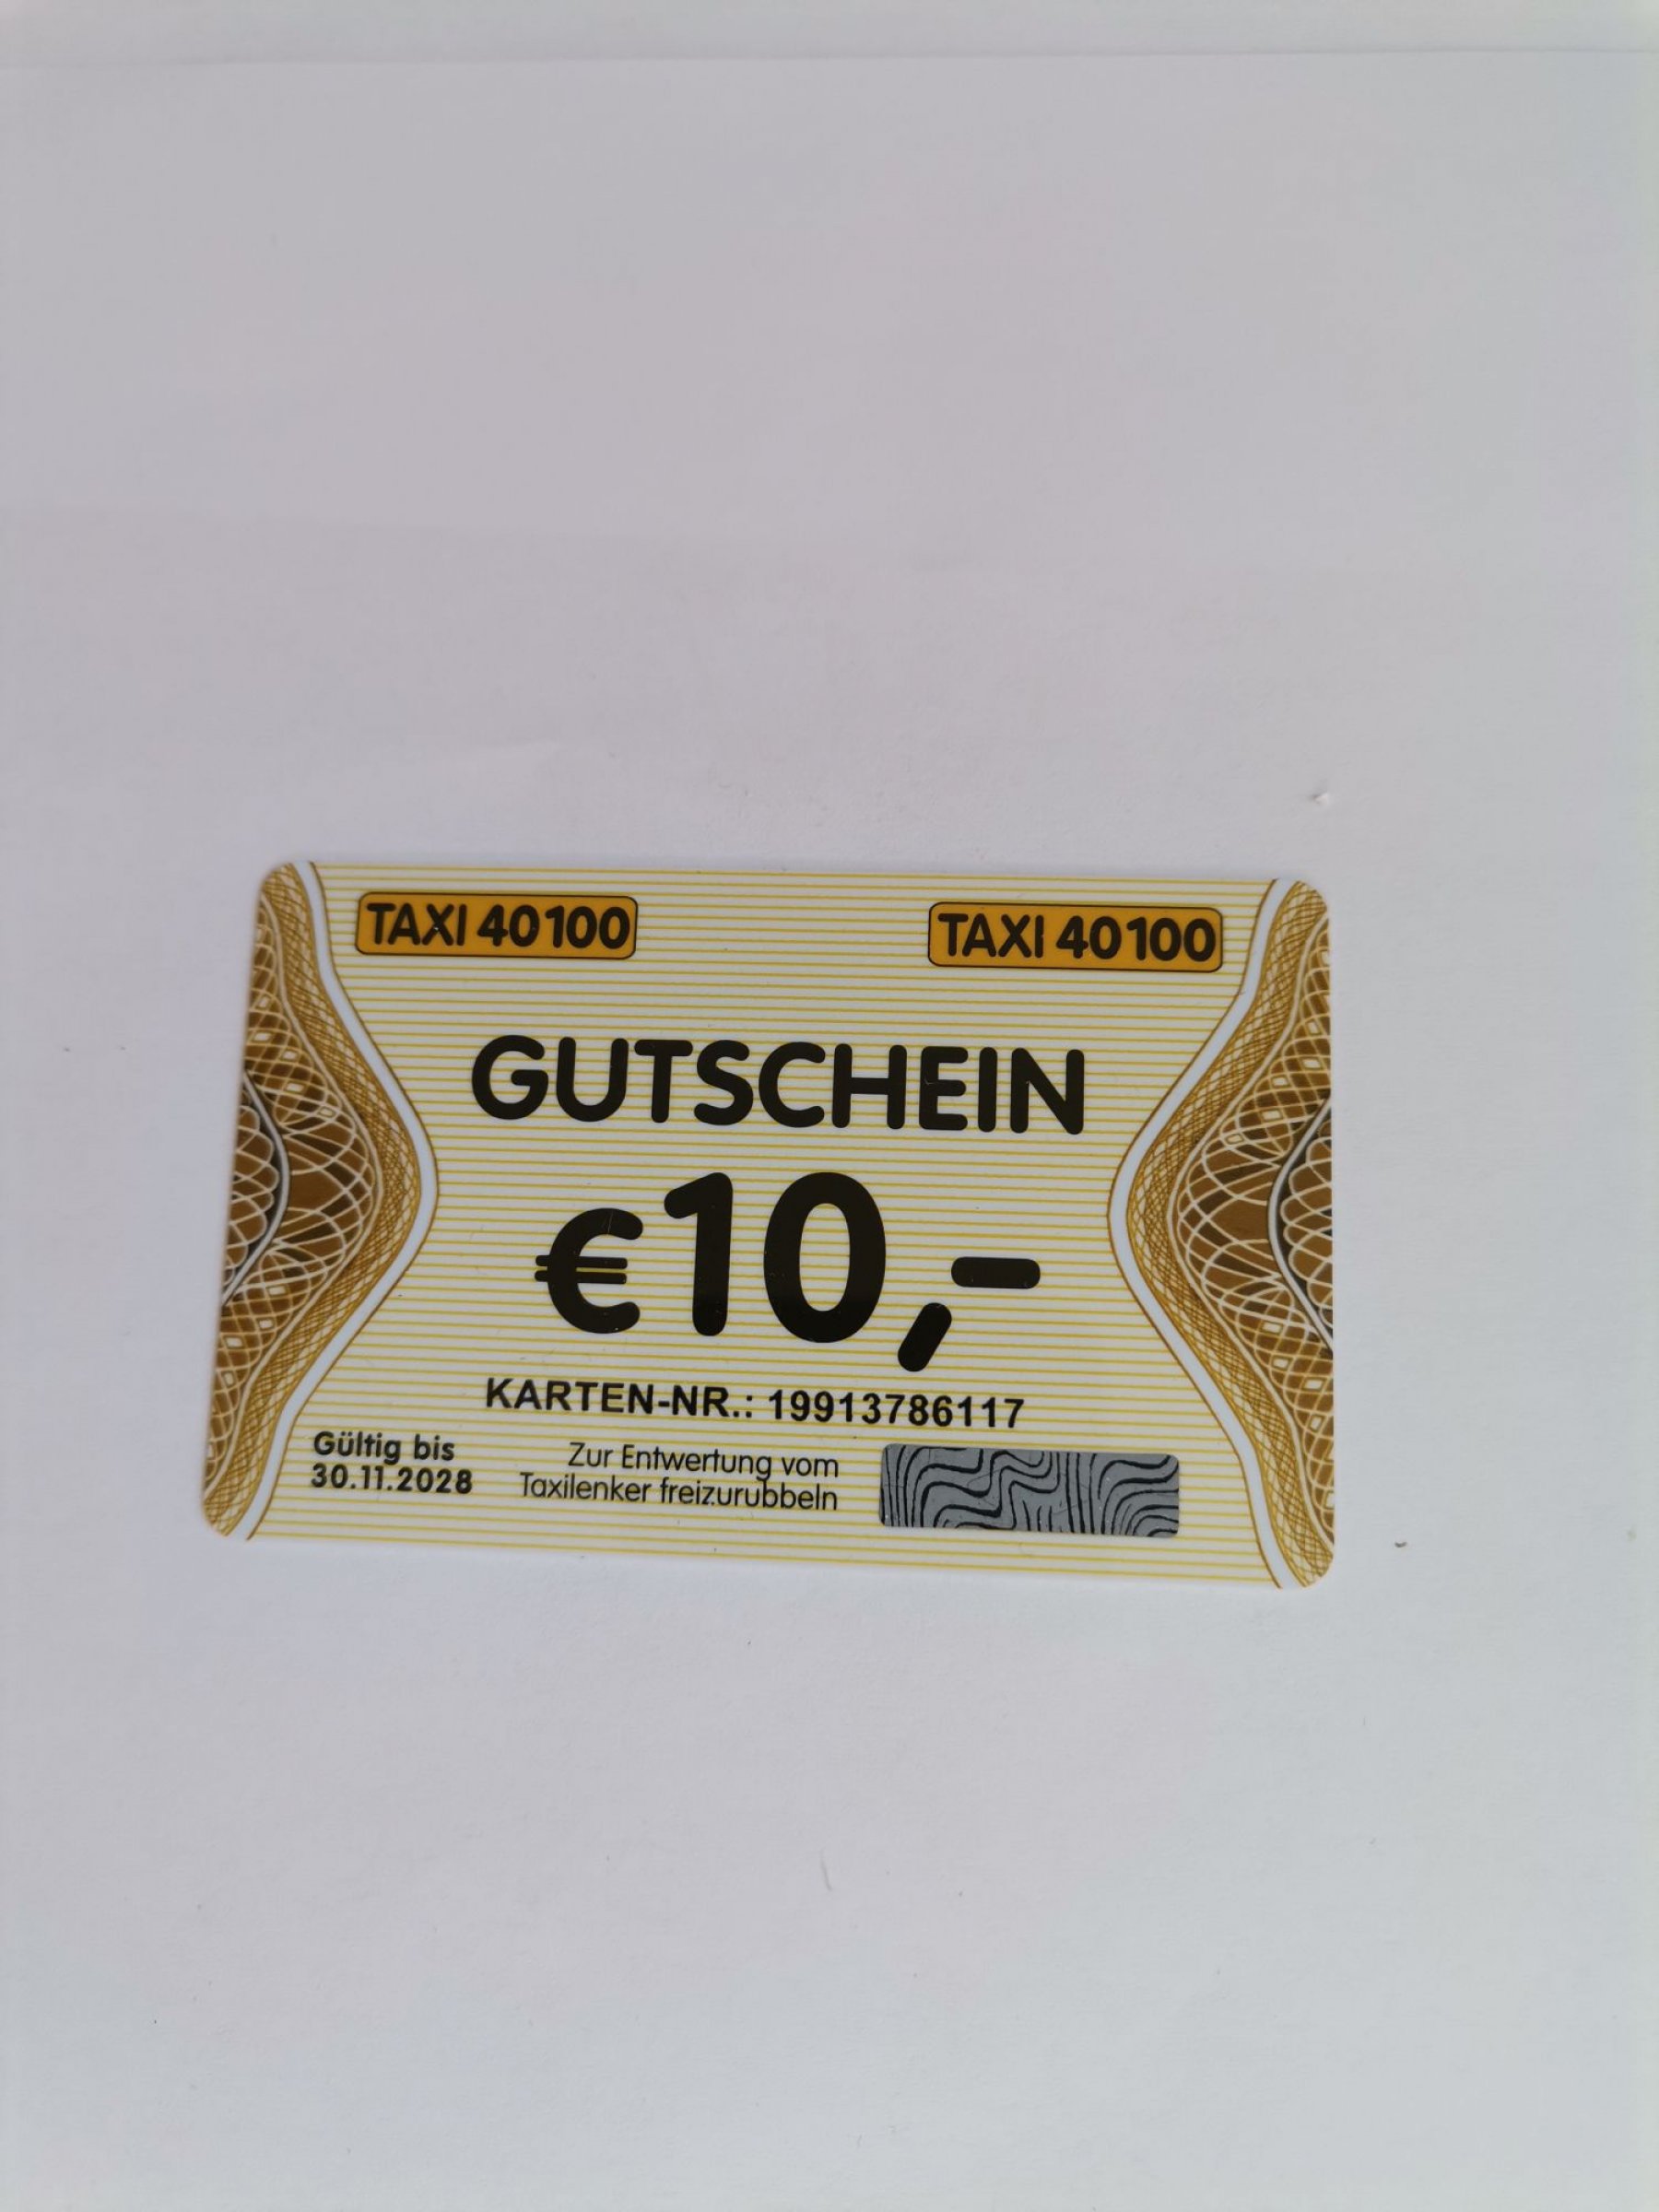 TAXI 40100
TAXI 40100
GUTSCHEIN
€10,-
KARTEN-NR.: 19913786117
Gültig bis
30.11.2028
Zur Entwertung vom
Taxilenker freizurubbeln